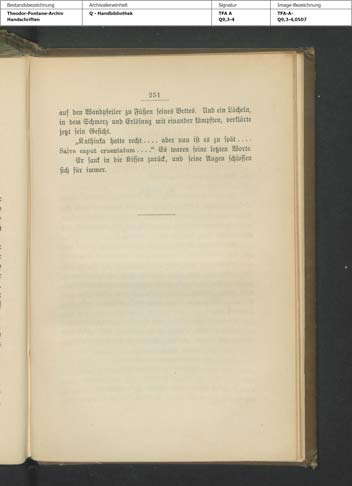 Bestandsbezeichnung
Theodor-Fontane-Archiv
Handschriften
Archivalieneinheit
Q - Handbibliothek
Signatur
TFA A
Q9,3-4
Image-Bezeichnung
TFA-A-
Q9,3-4,0507
251
auf den Wandpfeiler zu Füßen seines Bettes. Und ein Lächeln,
in dem Schmerz und Erlösung mit einander kämpften, verklärte
jetzt sein Gesicht.
„Kathinka hatte recht .... aber nun ist es zu spät ....
Salve caput cruentatum ....“ Es waren seine letzten Worte.
Er sank in die Kissen zurück, und seine Augen schlossen
sich für immer.